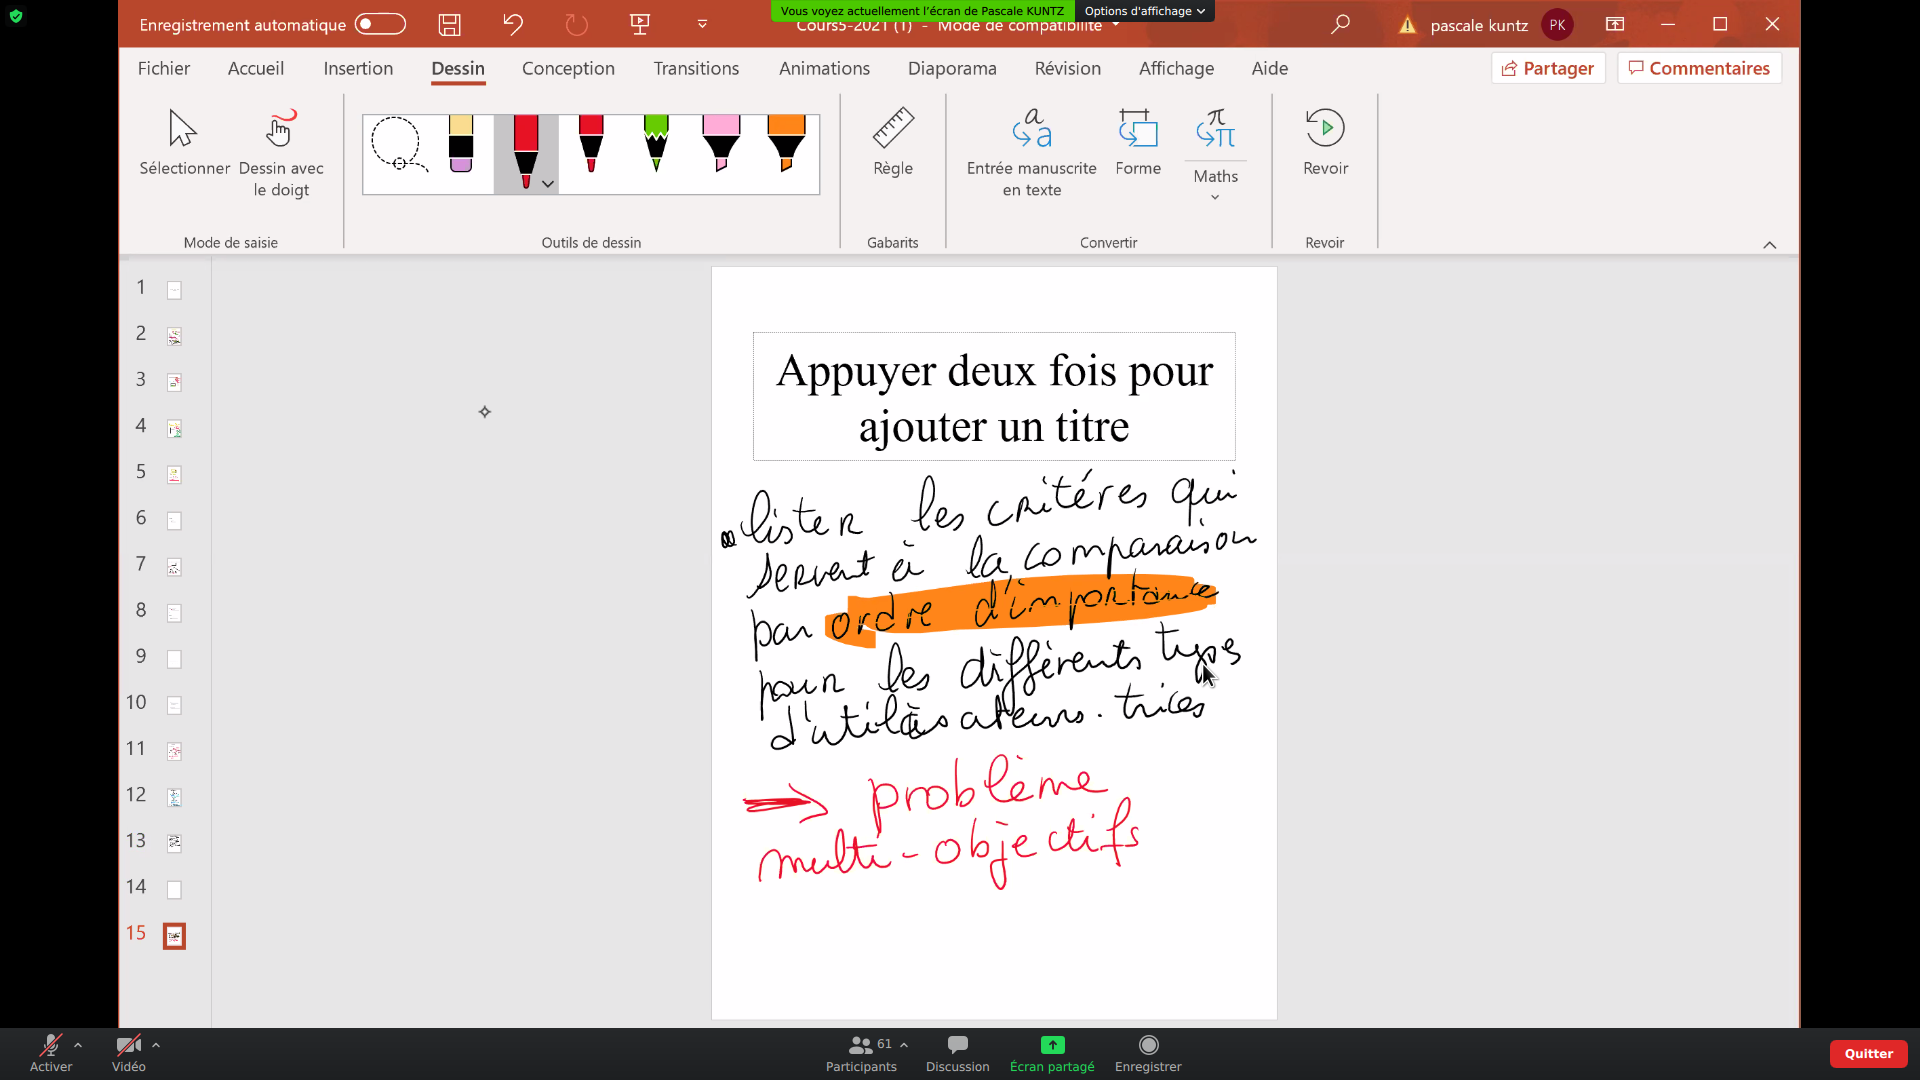 Vous voyez actuellement l'écran de Pascale KUNTZ
Options d'affichage
Enregistrement automatique
Cours5-2021 (1) - Mode de compatibilité
pascale kuntz
PK
Fichier
Accueil
Insertion
Dessin
Conception
Transitions
Animations
Diaporama
Révision
Affichage
Aide
Partager
Commentaires
Sélectionner
Dessin avec
le doigt
Règle
Entrée manuscrite
en texte
Forme
Maths
Revoir
Mode de saisie
Outils de dessin
Gabarits
Convertir
Revoir
1
2
3
4
5
6
7
8
9
10
11
12
13
14
15
Appuyer deux fois pour
ajouter un titre
lister les critéres qui
servent à la comparaison
par ordre d'importance
pour les différents types
d'utilisateurs.trices
→ problème
multi-objectifs
Activer
Vidéo
61
Participants
Discussion
Écran partagé
Enregistrer
Quitter